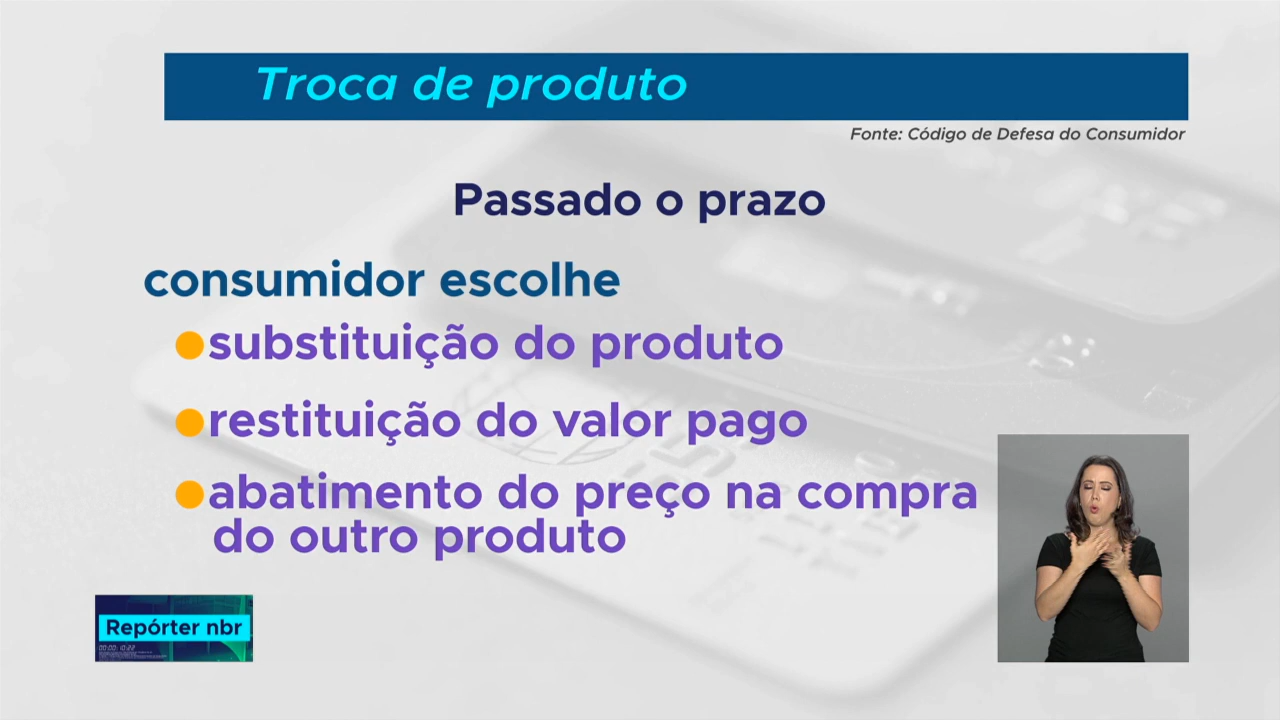 Troca de produto
Fonte: Código de Defesa do Consumidor
Passado o prazo
consumidor escolhe
substituição do produto
restituição do valor pago
abatimento do preço na compra
do outro produto
Repórter nbr